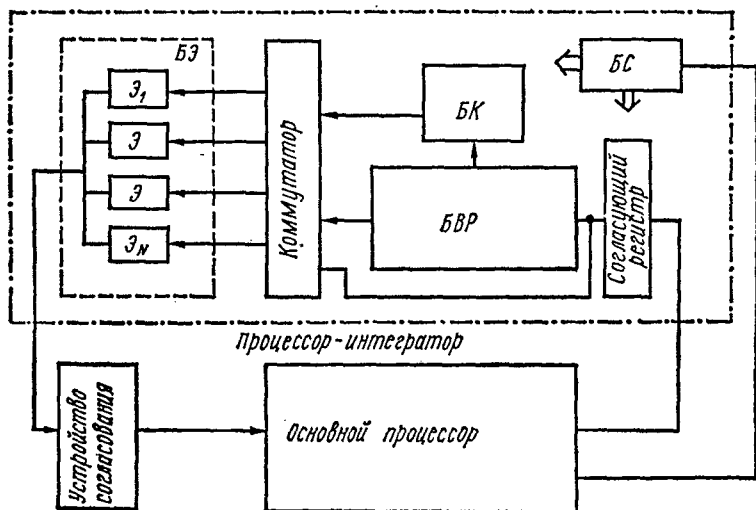 БЭ
Э1
Э
Э
ЭN
Коммутатор
БК
БВР
БС
Согласующий
регистр
Процессор-интегратор
Устройство
согласования
Основной процессор